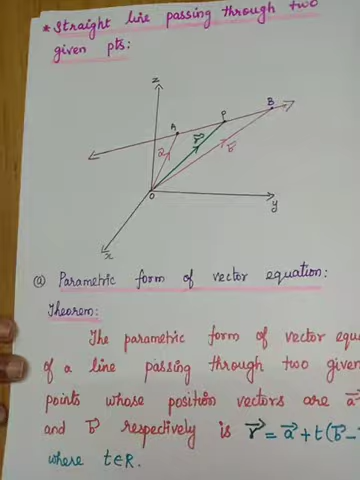 * Straight line passing through two
given pts:
z
A
P
B
a⃗
r⃗
b⃗
O
y
x
@ Parametric form of vector equation:
Theorem:
The parametric form of vector equa
of a line passing through two given
points whose position vectors are a⃗
and b⃗ respectively is r⃗ = a⃗ + t(b⃗ -
where t∈R.